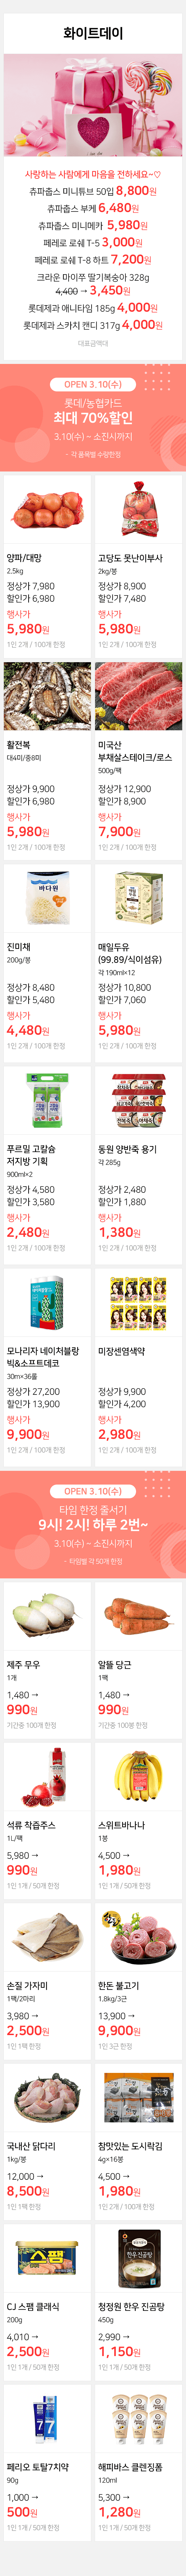 화이트데이
사랑하는 사람에게 마음을 전하세요~♡
츄파춥스 미니튜브 50입 8,800원
츄파춥스 부케 6,480원
츄파춥스 미니메카 5,980원
페레로 로쉐 T-5 3,000원
페레로 로쉐 T-8 하트 7,200원
크라운 마이쮸 딸기복숭아 328g
4,400 → 3,450원
롯데제과 애니타임 185g 4,000원
롯데제과 스카치 캔디 317g 4,000원
대표금액대
OPEN 3.10(수)
롯데/농협카드
최대 70%할인
3.10(수) ~ 소진시까지
- 각 품목별 수량한정
양파/대망
2.5kg
정상가 7,980
할인가 6,980
행사가
5,980원
1인 2개 / 100개 한정
고당도 못난이부사
2kg/봉
정상가 8,900
할인가 7,480
행사가
5,980원
1인 2개 / 100개 한정
활전복
대4미/중8미
정상가 9,900
할인가 6,980
행사가
5,980원
1인 2개 / 100개 한정
미국산
부채살스테이크/로스
500g/팩
정상가 12,900
할인가 8,900
행사가
7,900원
1인 2개 / 100개 한정
바다원
진미채
200g/봉
정상가 8,480
할인가 5,480
행사가
4,480원
1인 2개 / 100개 한정
매일두유
(99.89/식이섬유)
각 190ml×12
정상가 10,800
할인가 7,060
행사가
5,980원
1인 2개 / 100개 한정
푸르밀 고칼슘
저지방 기획
900ml×2
정상가 4,580
할인가 3,580
행사가
2,480원
1인 2개 / 100개 한정
동원 양반죽 용기
각 285g
정상가 2,480
할인가 1,880
행사가
1,380원
1인 2개 / 100개 한정
모나리자 네이처블랑
빅&소프트데코
30m×36롤
정상가 27,200
할인가 13,900
행사가
9,900원
1인 2개 / 100개 한정
미장센염색약
정상가 9,900
할인가 4,200
행사가
2,980원
1인 2개 / 100개 한정
OPEN 3.10(수)
타임 한정 줄서기
9시! 2시! 하루 2번~
3.10(수) ~ 소진시까지
- 타임별 각 50개 한정
제주 무우
1개
1,480 →
990원
기간중 100개 한정
알뜰 당근
1팩
1,480 →
990원
기간중 100봉 한정
석류 착즙주스
1L/팩
5,980 →
990원
1인 1개 / 50개 한정
스위트바나나
1봉
4,500 →
1,980원
1인 1개 / 50개 한정
손질 가자미
1팩/2마리
3,980 →
2,500원
1인 1팩 한정
한돈
한돈 불고기
1.8kg/3근
13,900 →
9,900원
1인 3근 한정
국내산 닭다리
1kg/봉
12,000 →
8,500원
1인 1팩 한정
참맛있는 도시락김
4g×16봉
4,500 →
1,980원
1인 2개 / 100개 한정
스팸
CJ 스팸 클래식
200g
4,010 →
2,500원
1인 1개 / 50개 한정
한우진곰탕
청정원 한우 진곰탕
450g
2,990 →
1,150원
1인 1개 / 50개 한정
7
페리오 토탈7치약
90g
1,000 →
500원
1인 1개 / 50개 한정
해피바스 클렌징폼
120ml
5,300 →
1,280원
1인 1개 / 50개 한정